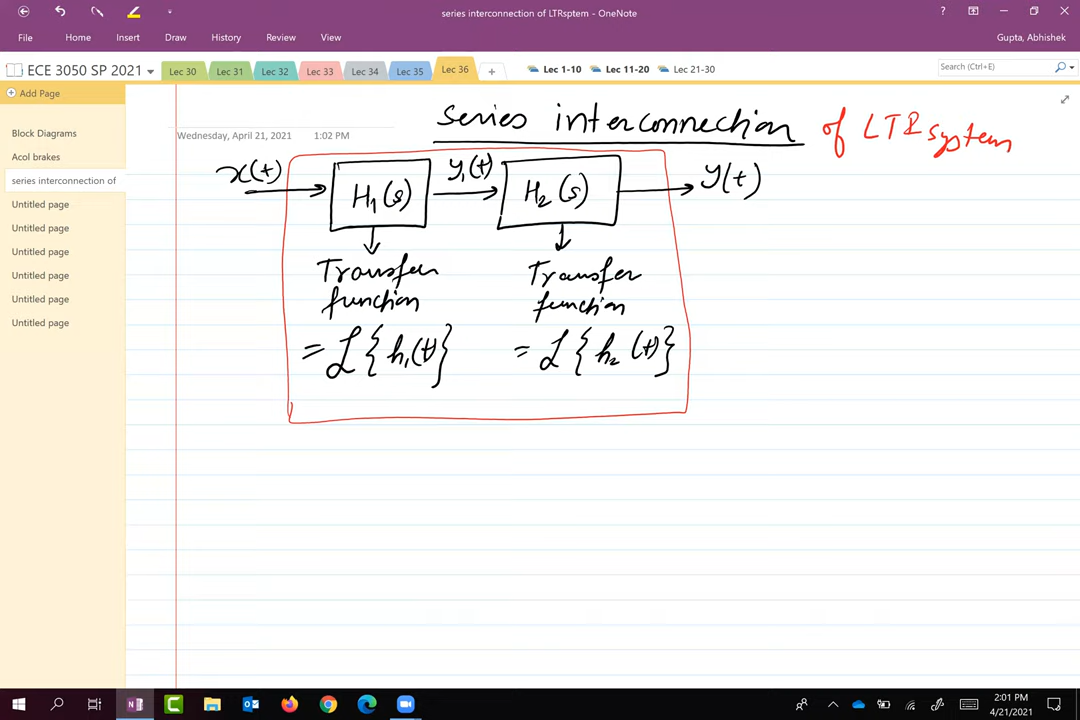 series interconnection of LTRsptem - OneNote
?
File Home Insert Draw History Review View
Gupta, Abhishek
ECE 3050 SP 2021
Lec 30 Lec 31 Lec 32 Lec 33 Lec 34 Lec 35 Lec 36 + Lec 1-10 Lec 11-20 Lec 21-30
Search (Ctrl+E)
+ Add Page
Block Diagrams
Acol brakes
series interconnection of
Untitled page
Untitled page
Untitled page
Untitled page
Untitled page
Untitled page
series interconnection of LTI system
Wednesday, April 21, 2021 1:02 PM
x(t) H₁(s) y₁(t) H₂(s) y(t)
Transfer function
= ℒ{h₁(t)}
Transfer function
= ℒ{h₂(t)}
2:01 PM
4/21/2021